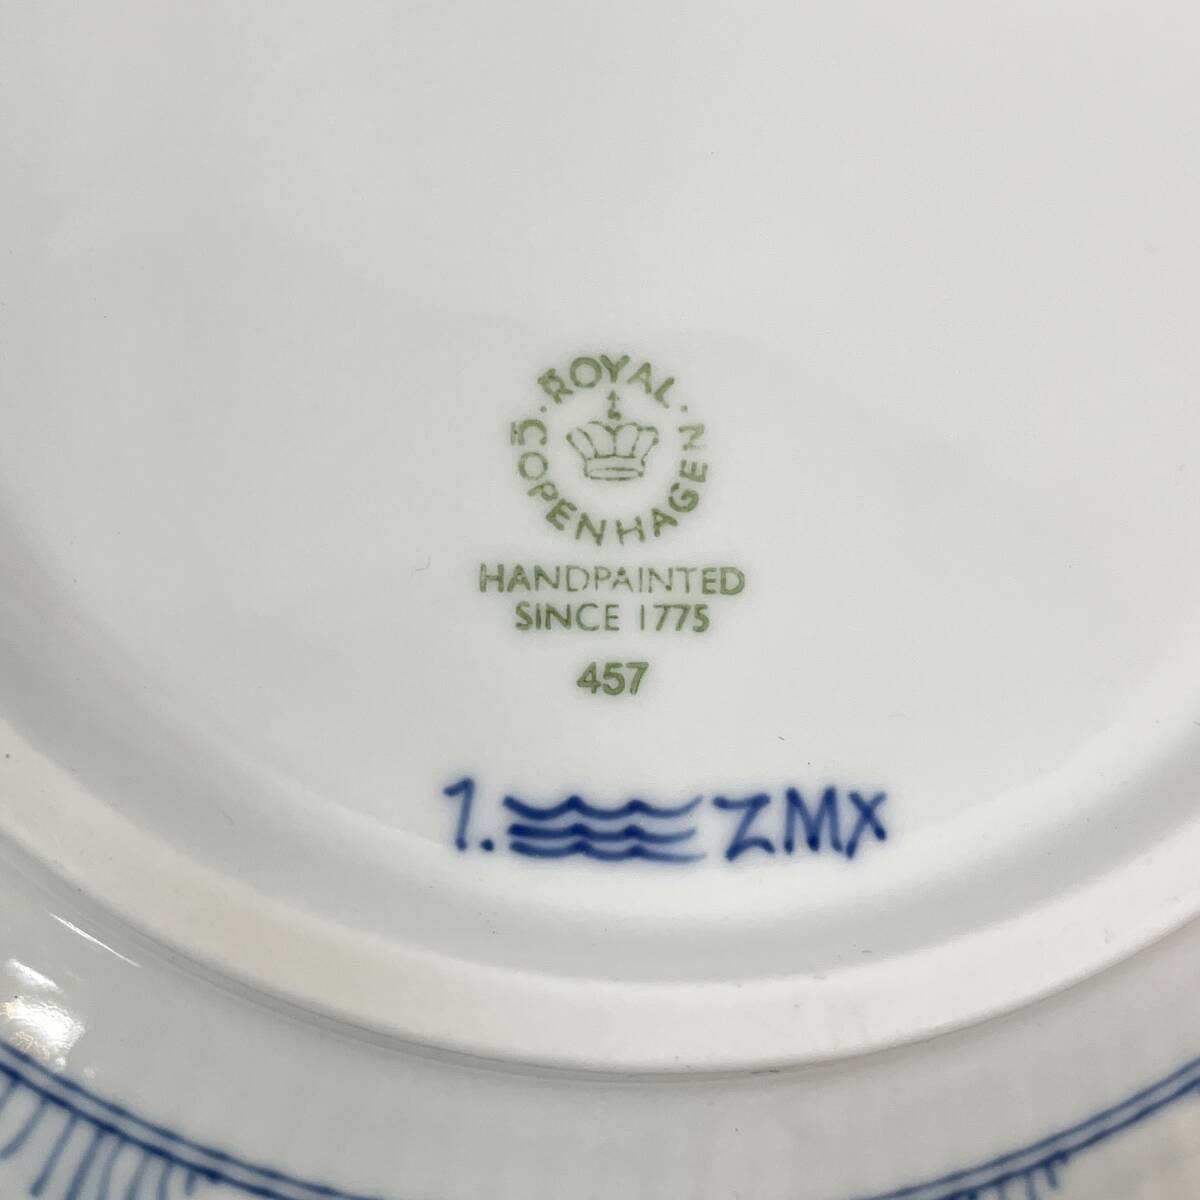 ROYAL · COPENHAGEN ·
HANDPAINTED
SINCE 1775
457
1. ZMX